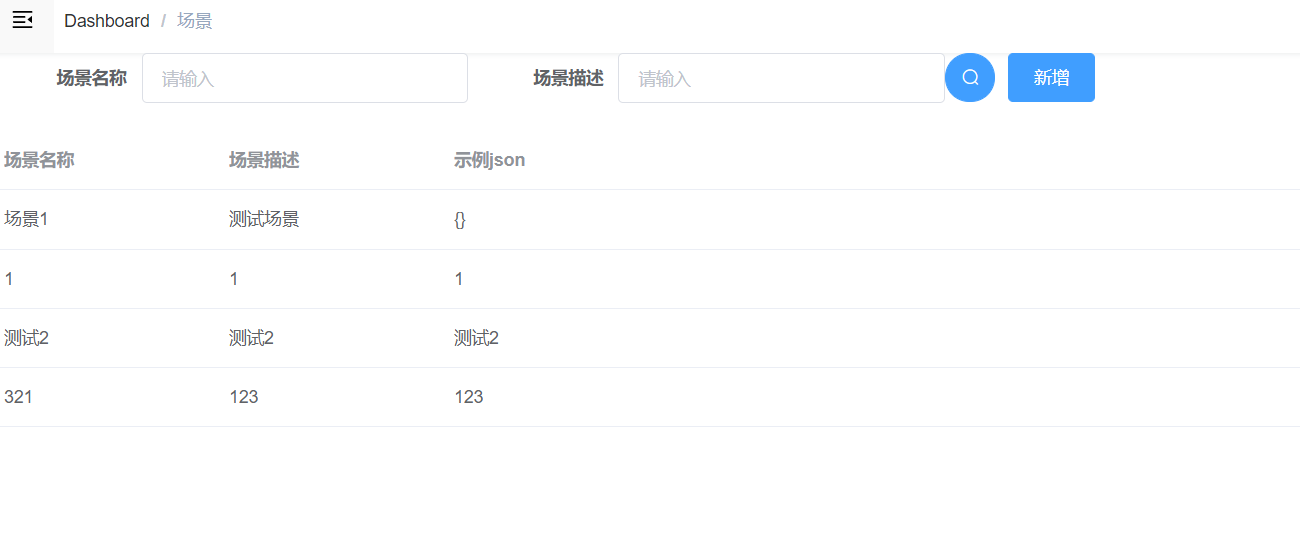 Dashboard / 场景
场景名称 请输入 场景描述 请输入 新增
场景名称 场景描述 示例json
场景1 测试场景 {}
1 1 1
测试2 测试2 测试2
321 123 123